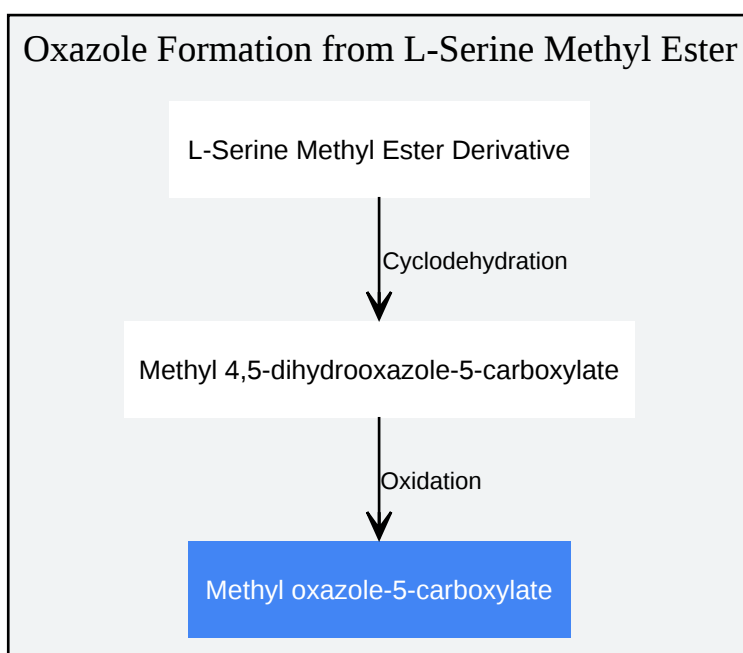 Oxazole Formation from L-Serine Methyl Ester
L-Serine Methyl Ester Derivative
Cyclodehydration
Methyl 4,5-dihydrooxazole-5-carboxylate
Oxidation
Methyl oxazole-5-carboxylate